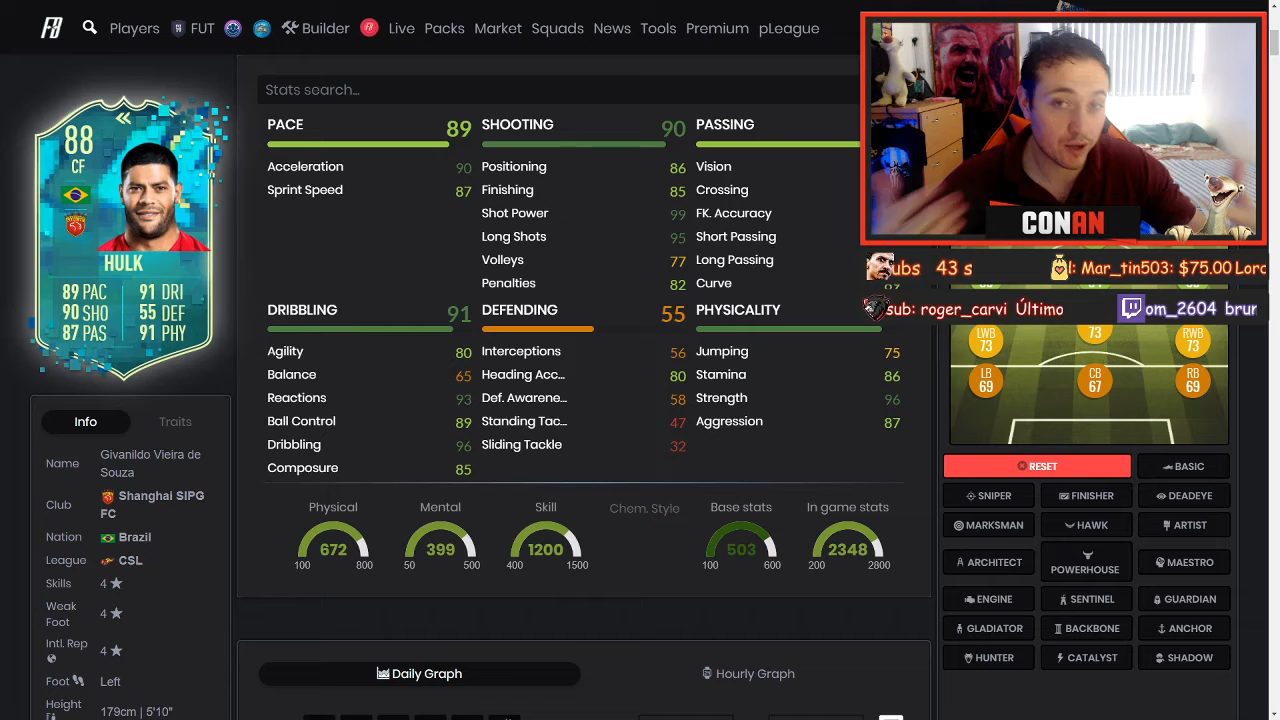 Players FUT Builder Live Packs Market Squads News Tools Premium pLeague
Stats search...
88
CF
HULK
89 PAC 91 DRI
90 SHO 55 DEF
87 PAS 91 PHY
PACE 89
Acceleration 90
Sprint Speed 87
SHOOTING 90
Positioning 86
Finishing 85
Shot Power 99
Long Shots 95
Volleys 77
Penalties 82
PASSING
Vision
Crossing
FK. Accuracy
Short Passing
Long Passing
Curve
DRIBBLING 91
Agility 80
Balance 65
Reactions 93
Ball Control 89
Dribbling 96
Composure 85
DEFENDING 55
Interceptions 56
Heading Acc... 80
Def. Awarene... 58
Standing Tac... 47
Sliding Tackle 32
PHYSICALITY
Jumping 75
Stamina 86
Strength 96
Aggression 87
Physical Mental Skill Chem. Style Base stats In game stats
672 399 1200 503 2348
100 800 50 500 400 1500 100 600 200 2800
Daily Graph Hourly Graph
Info Traits
Name Givanildo Vieira de
Souza
Club Shanghai SIPG
FC
Nation Brazil
League CSL
Skills 4
Weak
Foot 4
Intl. Rep 4
Foot Left
Height 179cm | 5'10"
CONAN
ubs 43 s : Mar_tin503: $75.00 Lorc
sub: roger_carvi Último om_2604 brur
LWB
73
73
RWB
73
LB
69
CB
67
RB
69
RESET BASIC
SNIPER FINISHER DEADEYE
MARKSMAN HAWK ARTIST
ARCHITECT POWERHOUSE MAESTRO
ENGINE SENTINEL GUARDIAN
GLADIATOR BACKBONE ANCHOR
HUNTER CATALYST SHADOW